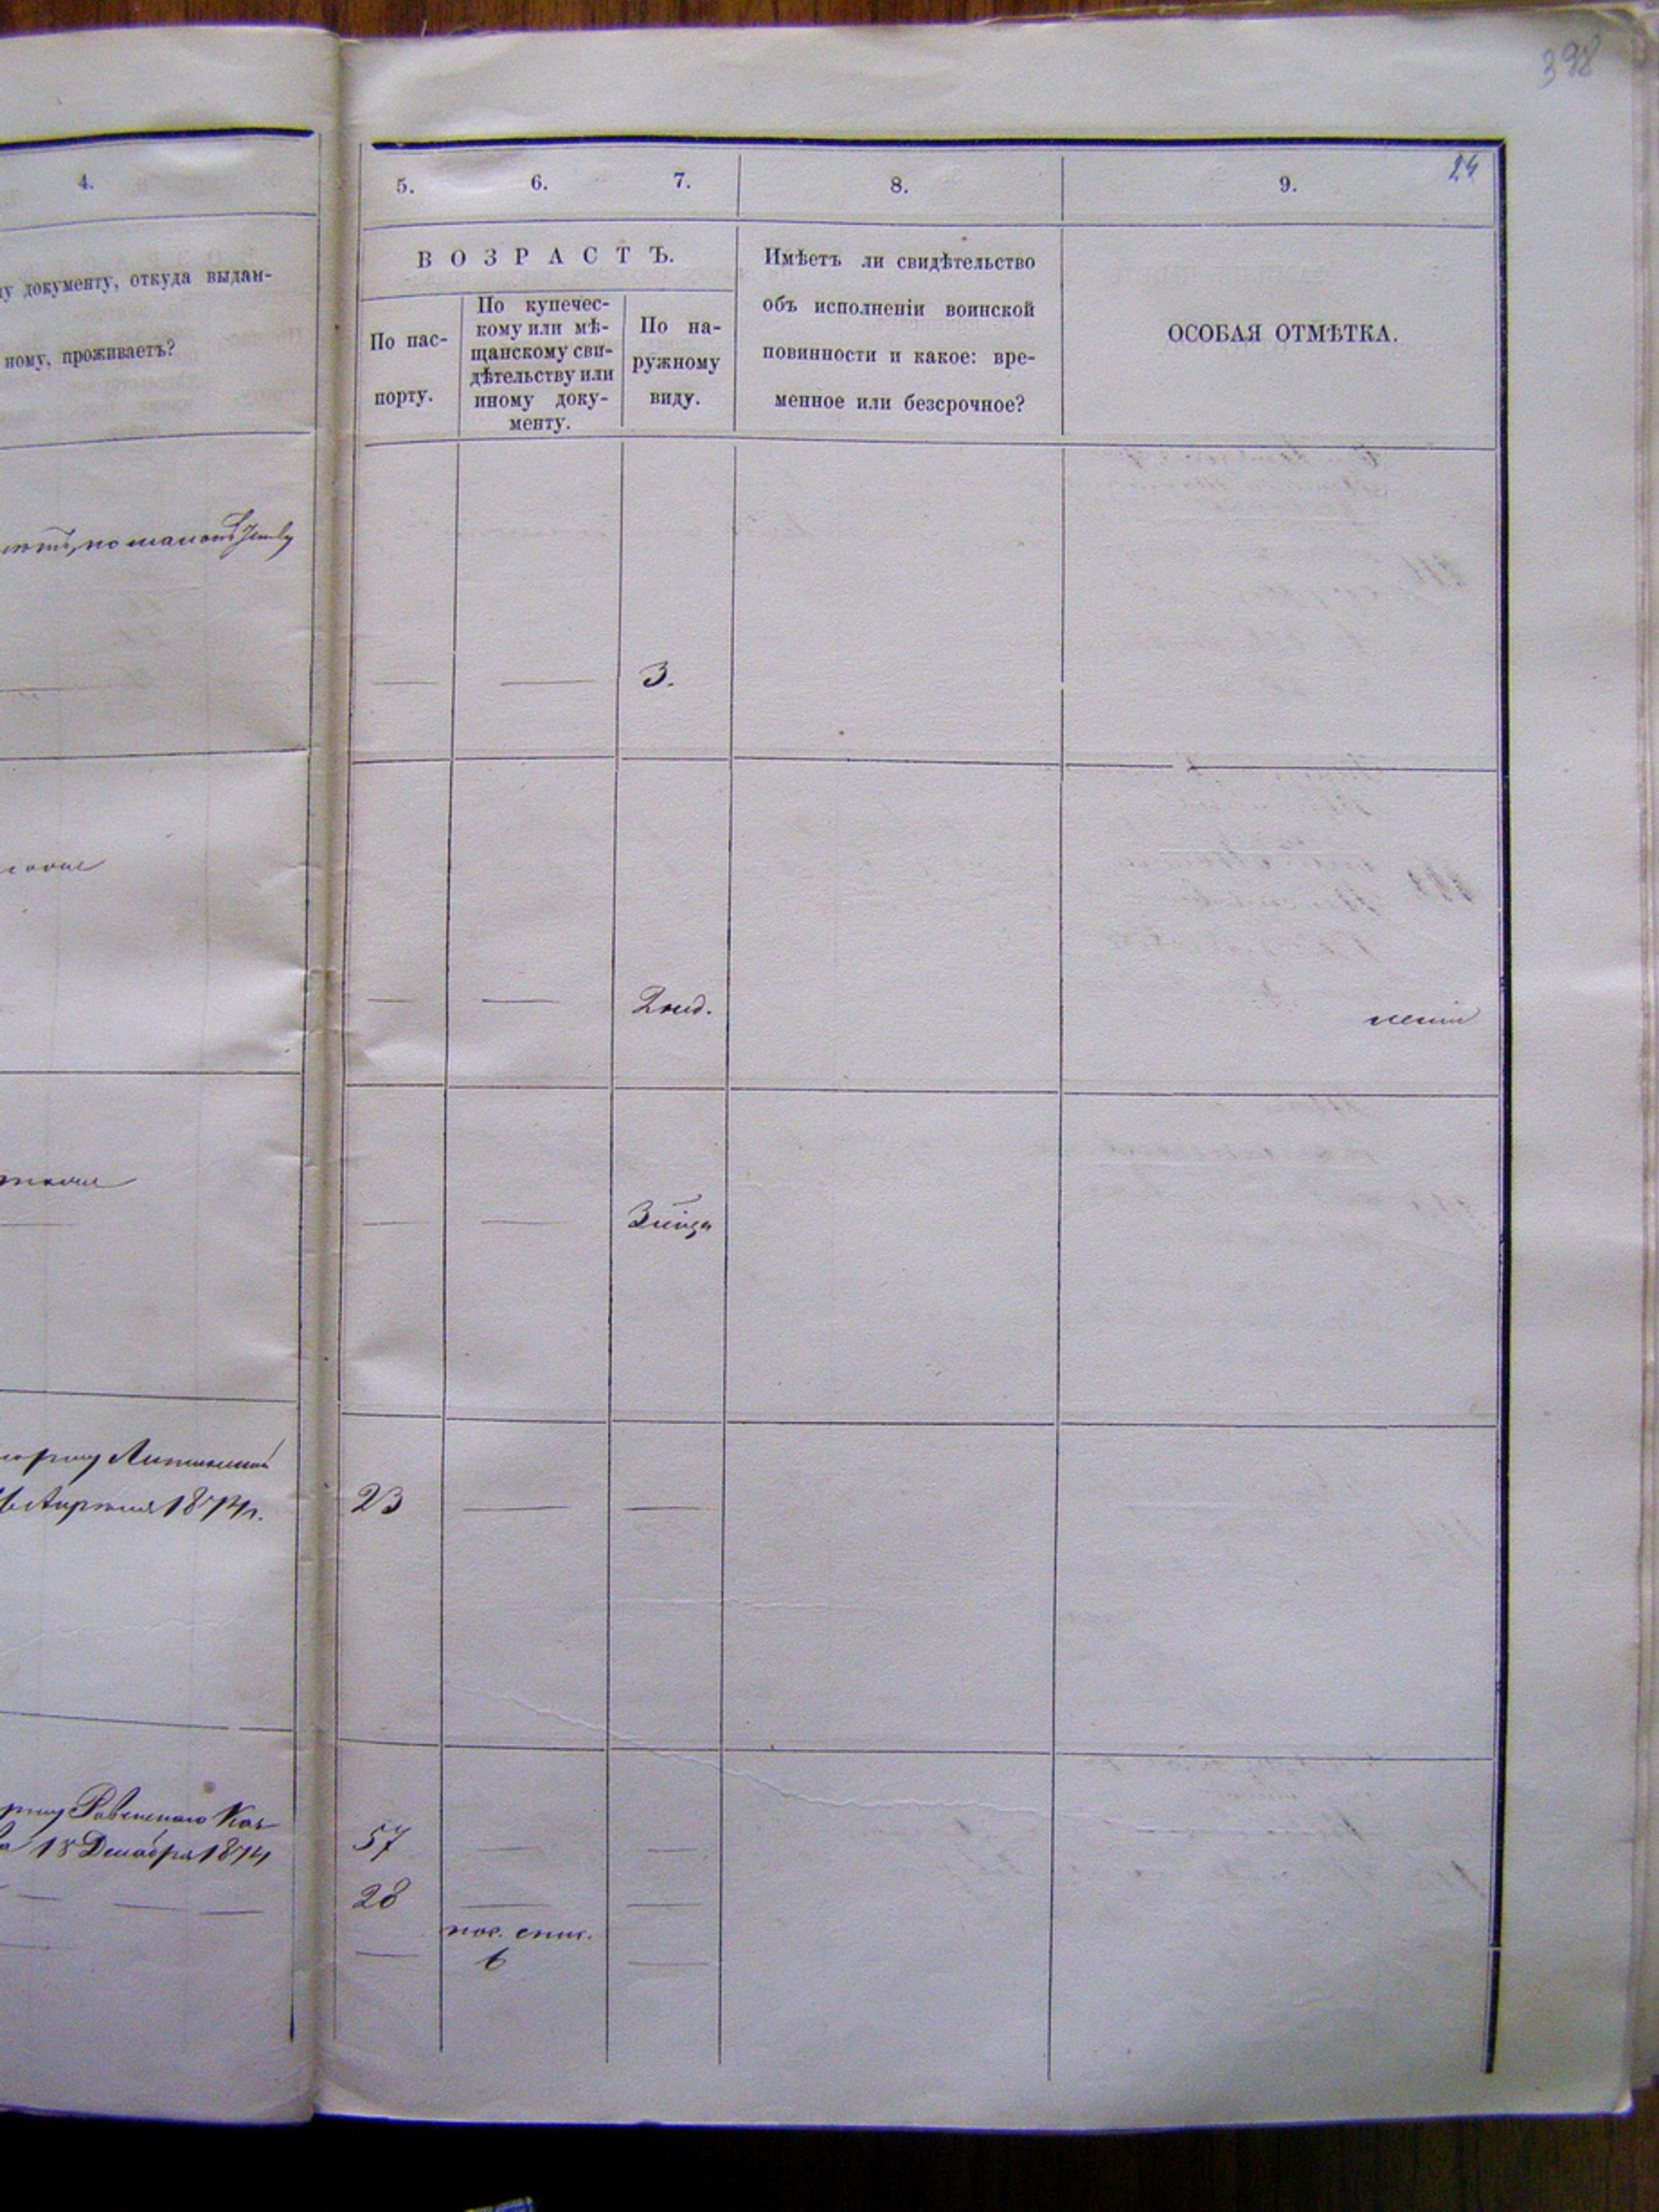 398
24
4.
у документу, откуда выдан-
ному, проживаетъ?
18 Декабря 1874
5.
6.
7.
8.
9.
ВОЗРАСТЪ.
По пас-
порту.
По купечес-
кому или мѣ-
щанскому сви-
дѣтельству или
иному доку-
менту.
По на-
ружному
виду.
Имѣетъ ли свидѣтельство
объ исполненіи воинской
повинности и какое: вре-
менное или безсрочное?
ОСОБАЯ ОТМѢТКА.
— — 3.
— — 2 нед.
— —
23 — —
57 — —
28 — —
пос. спис.
— 6 —